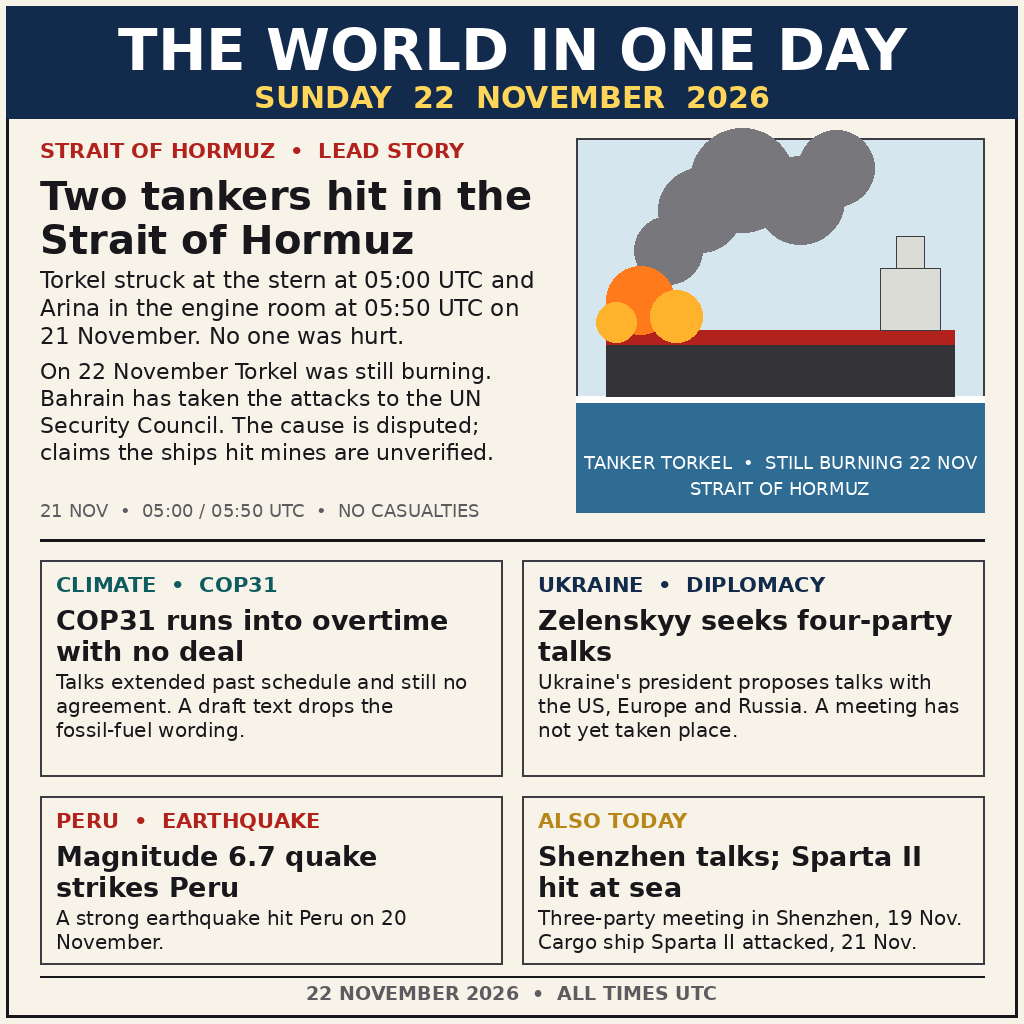 THE WORLD IN ONE DAY
SUNDAY 22 NOVEMBER 2026
STRAIT OF HORMUZ • LEAD STORY
Two tankers hit in the
Strait of Hormuz
Torkel struck at the stern at 05:00 UTC and
Arina in the engine room at 05:50 UTC on
21 November. No one was hurt.
On 22 November Torkel was still burning.
Bahrain has taken the attacks to the UN
Security Council. The cause is disputed;
claims the ships hit mines are unverified.
21 NOV • 05:00 / 05:50 UTC • NO CASUALTIES
TANKER TORKEL • STILL BURNING 22 NOV
STRAIT OF HORMUZ
CLIMATE • COP31
COP31 runs into overtime
with no deal
Talks extended past schedule and still no
agreement. A draft text drops the
fossil-fuel wording.
UKRAINE • DIPLOMACY
Zelenskyy seeks four-party
talks
Ukraine's president proposes talks with
the US, Europe and Russia. A meeting has
not yet taken place.
PERU • EARTHQUAKE
Magnitude 6.7 quake
strikes Peru
A strong earthquake hit Peru on 20
November.
ALSO TODAY
Shenzhen talks; Sparta II
hit at sea
Three-party meeting in Shenzhen, 19 Nov.
Cargo ship Sparta II attacked, 21 Nov.
22 NOVEMBER 2026 • ALL TIMES UTC